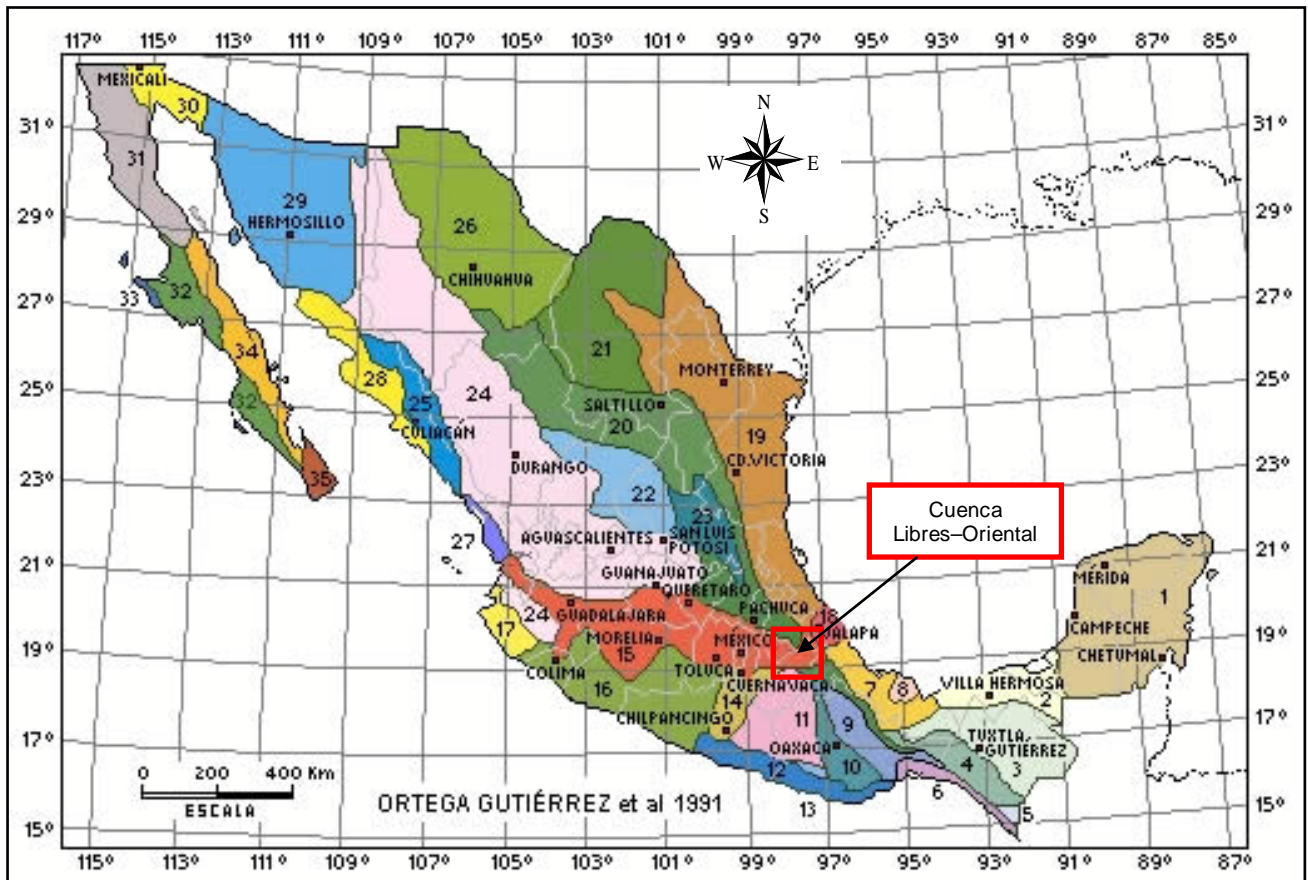 117° 115° 113° 111° 109° 107° 105° 103° 101° 99° 97° 95° 93° 91° 89° 87° 85°
MEXICALI
30
N
31° 31°
31
W E
S
29
HERMOSILLO
29° 29°
26
CHIHUAHUA
27° 33 32 27°
34
21
MONTERREY
25° 28 25 24 SALTILLO 25°
32 20 19
CULIACÁN
DURANGO CD.VICTORIA
23° 35 22 23°
Cuenca
Libres–Oriental
23
SAN LUIS
POTOSI
AGUASCALIENTES
27
21° 21°
MÉRIDA
GUANAJUATO
QUERETARO
1
PACHUCA
24 GUADALAJARA 18
CAMPECHE
17 MORELIA MEXICO JALAPA
19° 15 19°
CHETUMAL
COLIMA TOLUCA
CUERNAVACA
16 14 7 8 VILLA HERMOSA
2
CHILPANCINGO 11 9
17° 17°
OAXACA TUXTLA
GUTIERREZ
12 10 4 3
6
0 200 400 Km
ESCALA
ORTEGA GUTIÉRREZ et al 1991
13 5
15° 15°
115° 113° 111° 109° 107° 105° 103° 101° 99° 97° 95° 93° 91° 89° 87°